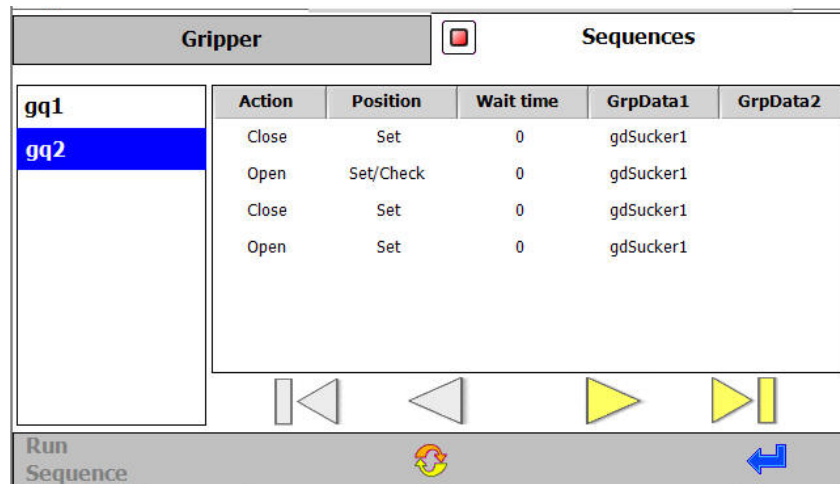 Gripper Sequences
gq1
gq2
Action Position Wait time GrpData1 GrpData2
Close Set 0 gdSucker1
Open Set/Check 0 gdSucker1
Close Set 0 gdSucker1
Open Set 0 gdSucker1
Run
Sequence